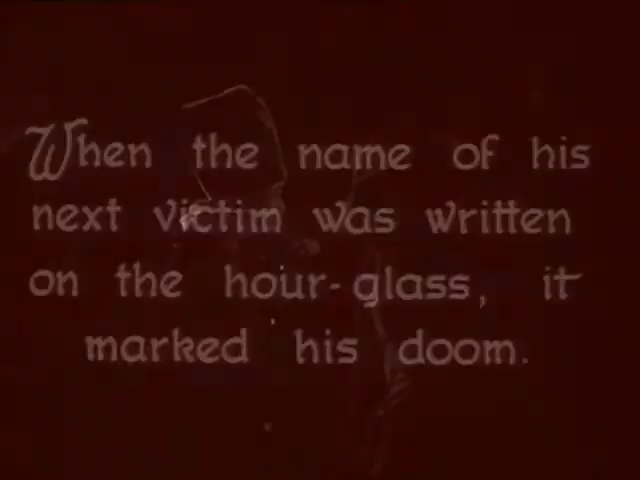 When the name of his
next victim was written
on the hour-glass, it
marked his doom.